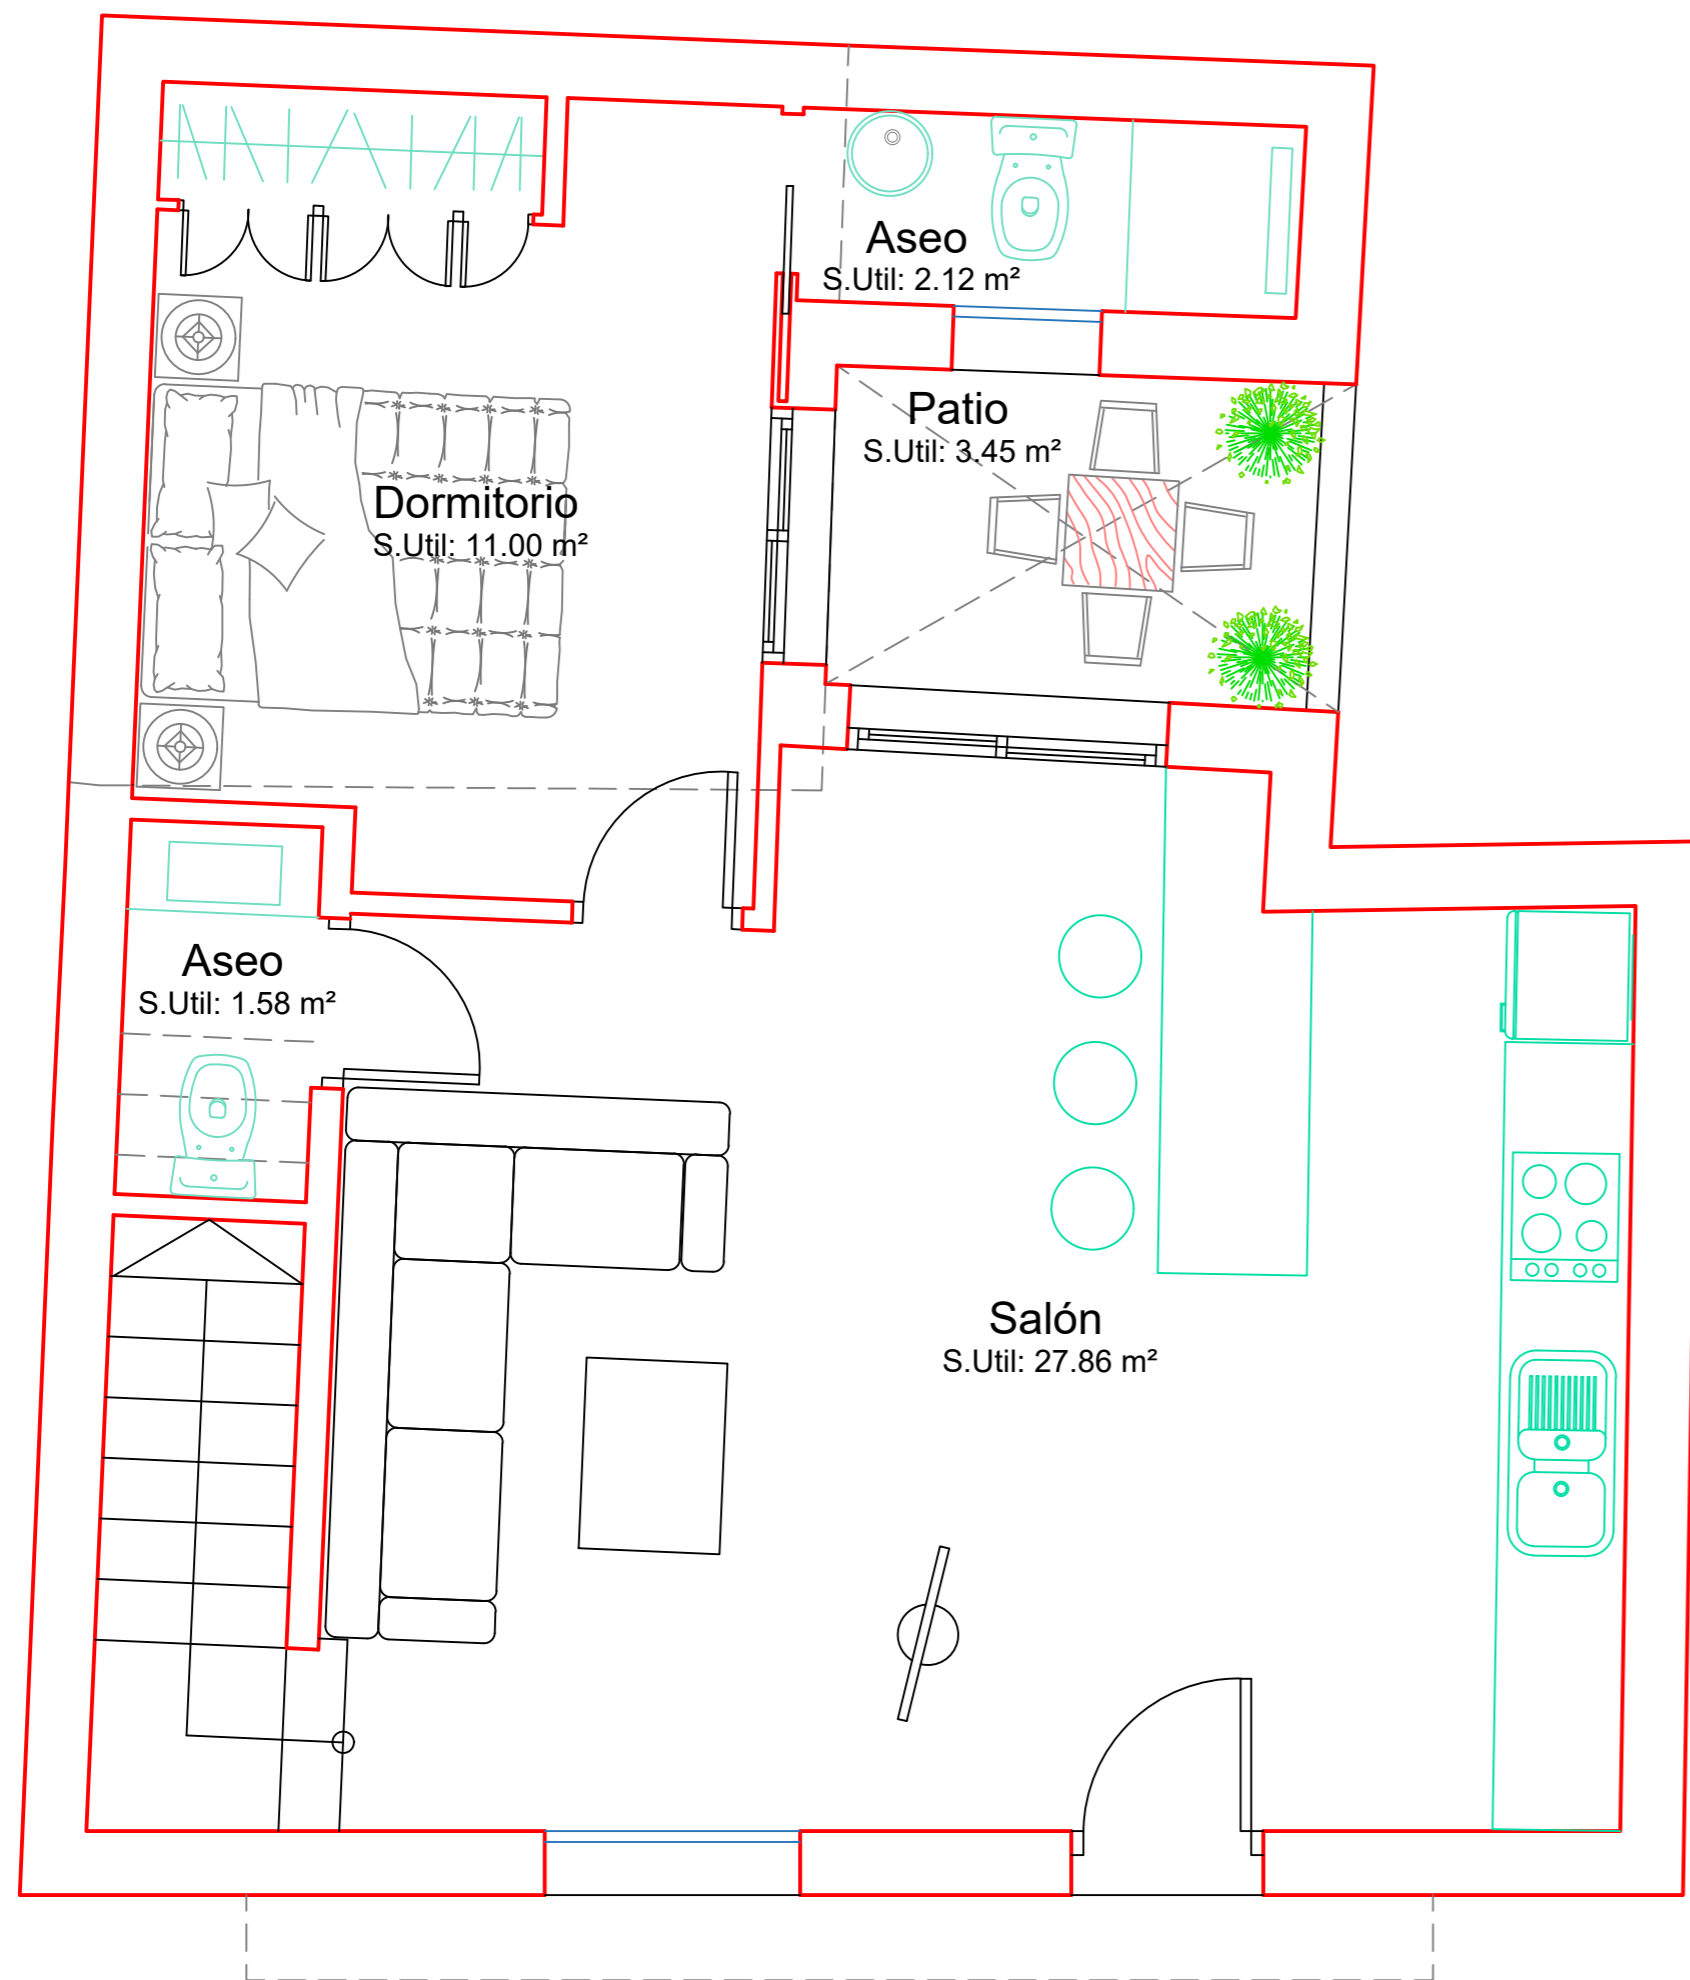 Aseo
S.Util: 2.12 m²
Patio
S.Util: 3.45 m²
Dormitorio
S.Util: 11.00 m²
Aseo
S.Util: 1.58 m²
Salón
S.Util: 27.86 m²